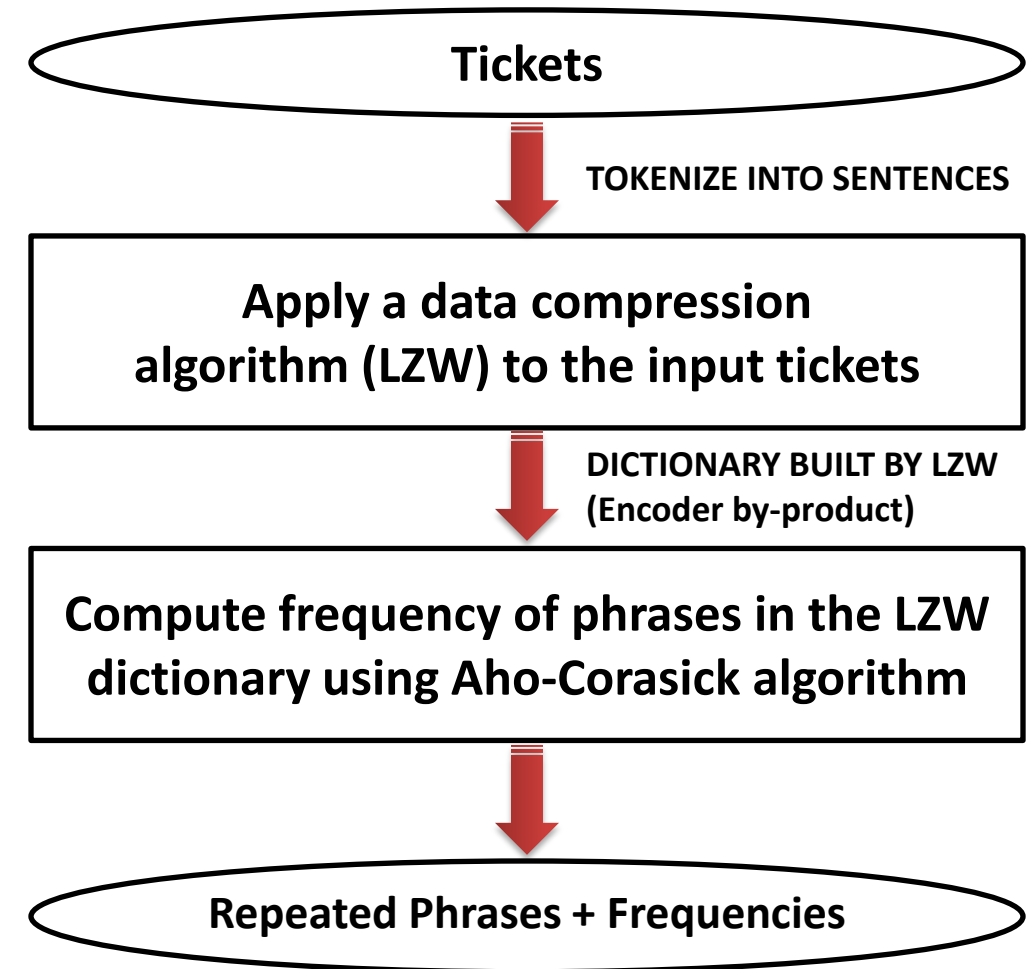 Tickets
TOKENIZE INTO SENTENCES
Apply a data compression
algorithm (LZW) to the input tickets
DICTIONARY BUILT BY LZW
(Encoder by-product)
Compute frequency of phrases in the LZW
dictionary using Aho-Corasick algorithm
Repeated Phrases + Frequencies